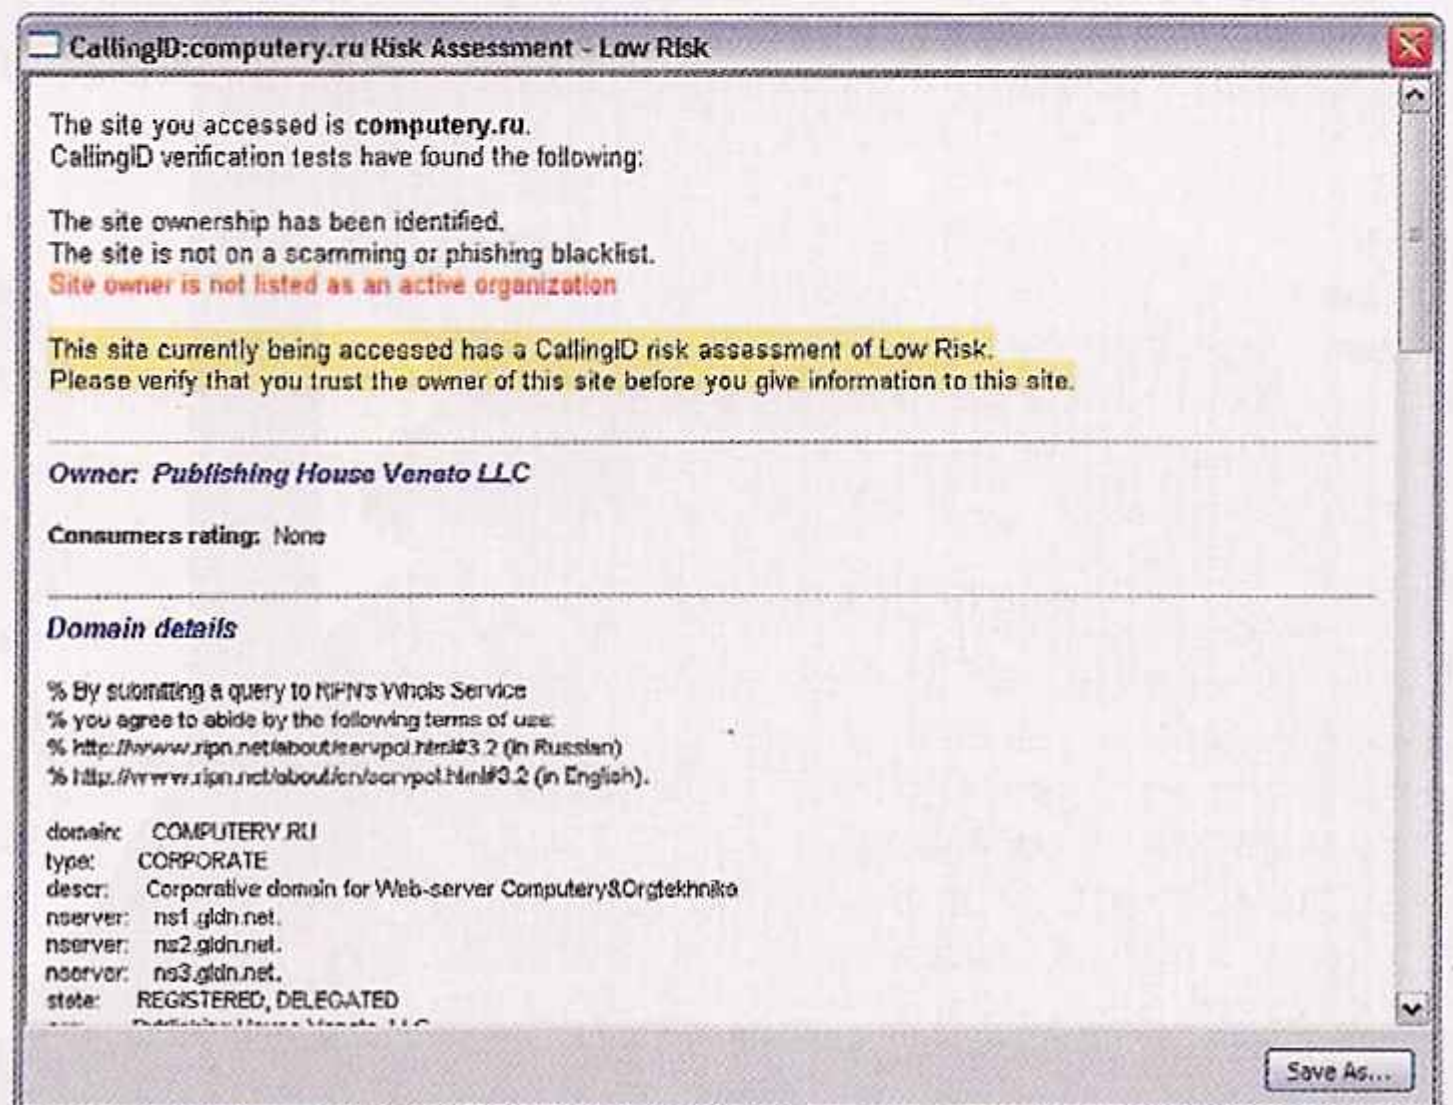 CallingID:computery.ru Risk Assessment - Low Risk
The site you accessed is computery.ru.
CallingID verification tests have found the following:
The site ownership has been identified.
The site is not on a scamming or phishing blacklist.
Site owner is not listed as an active organization
This site currently being accessed has a CallingID risk assessment of Low Risk.
Please verify that you trust the owner of this site before you give information to this site.
Owner: Publishing House Veneto LLC
Consumers rating: None
Domain details
% By submitting a query to RIPN's Whois Service
% you agree to abide by the following terms of use:
% http://www.ripn.net/about/servpol.html#3.2 (in Russian)
% http://www.ripn.net/about/en/servpol.html#3.2 (in English).
domain: COMPUTERY.RU
type: CORPORATE
descr: Corporative domain for Web-server Computery&Orgtekhnika
nserver: ns1.gldn.net.
nserver: ns2.gldn.net.
nserver: ns3.gldn.net.
state: REGISTERED, DELEGATED
Publishing House Veneto, LLC
Save As...